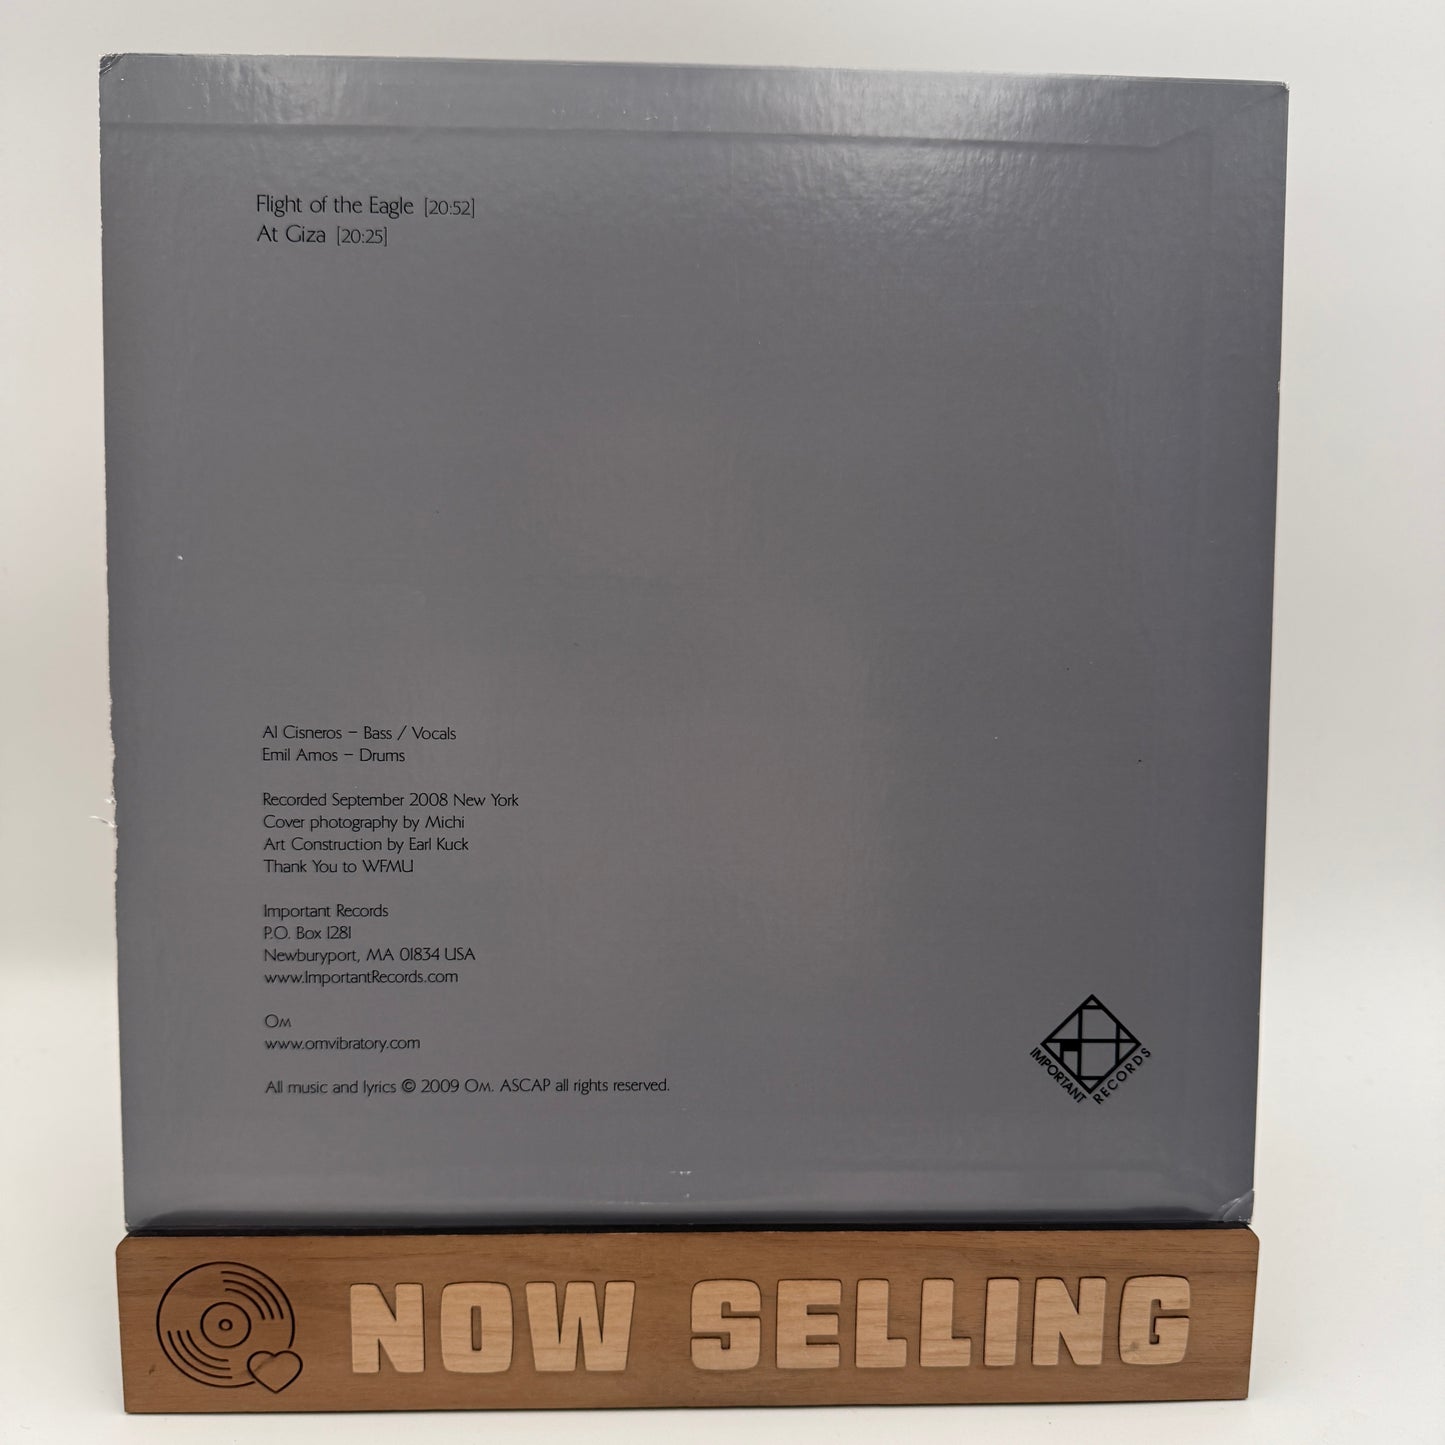 Flight of the Eagle [20:52]
At Giza [20:25]
Al Cisneros – Bass / Vocals
Emil Amos – Drums
Recorded September 2008 New York
Cover photography by Michi
Art Construction by Earl Kuck
Thank You to WFMU
Important Records
P.O. Box 1281
Newburyport, MA 01834 USA
www.ImportantRecords.com
Om
www.omvibratory.com
All music and lyrics © 2009 Om. ASCAP all rights reserved.
IMPORTANT RECORDS
NOW SELLING